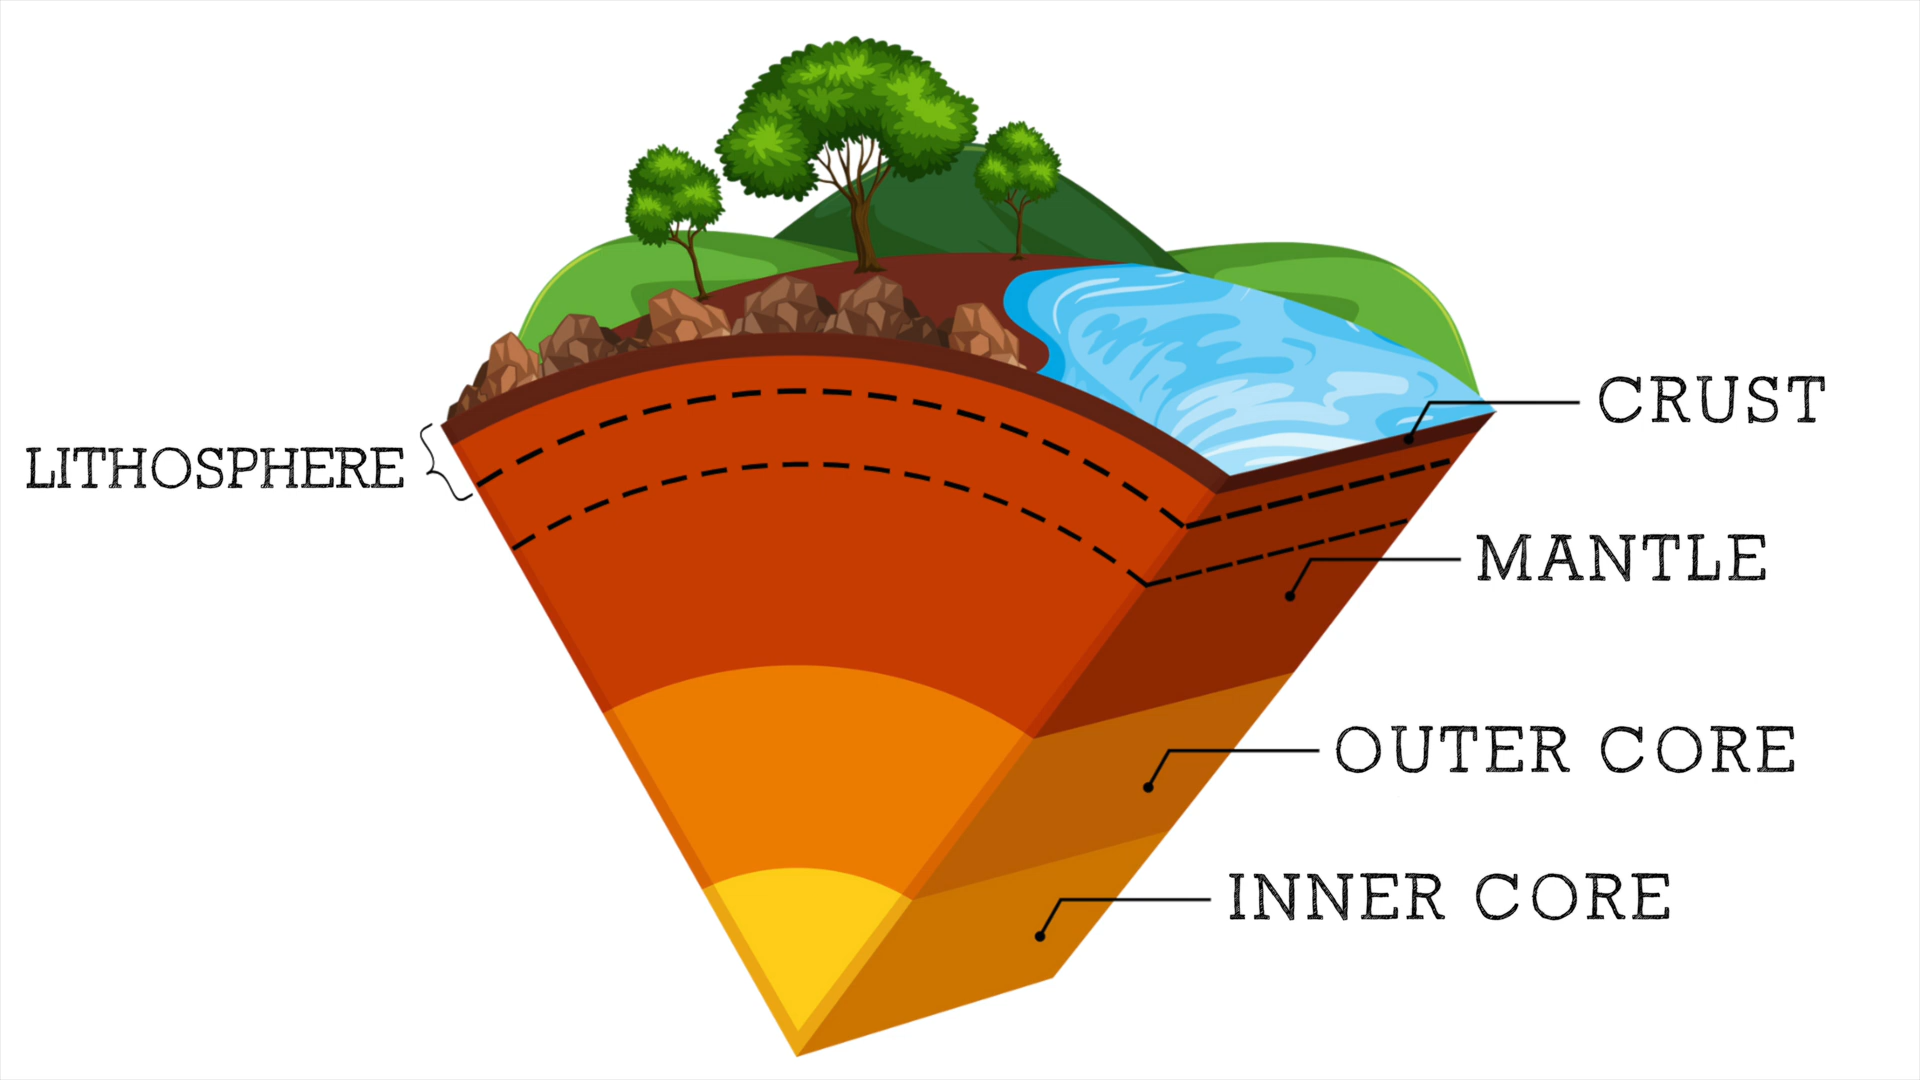 CRUST
LITHOSPHERE
MANTLE
OUTER CORE
INNER CORE